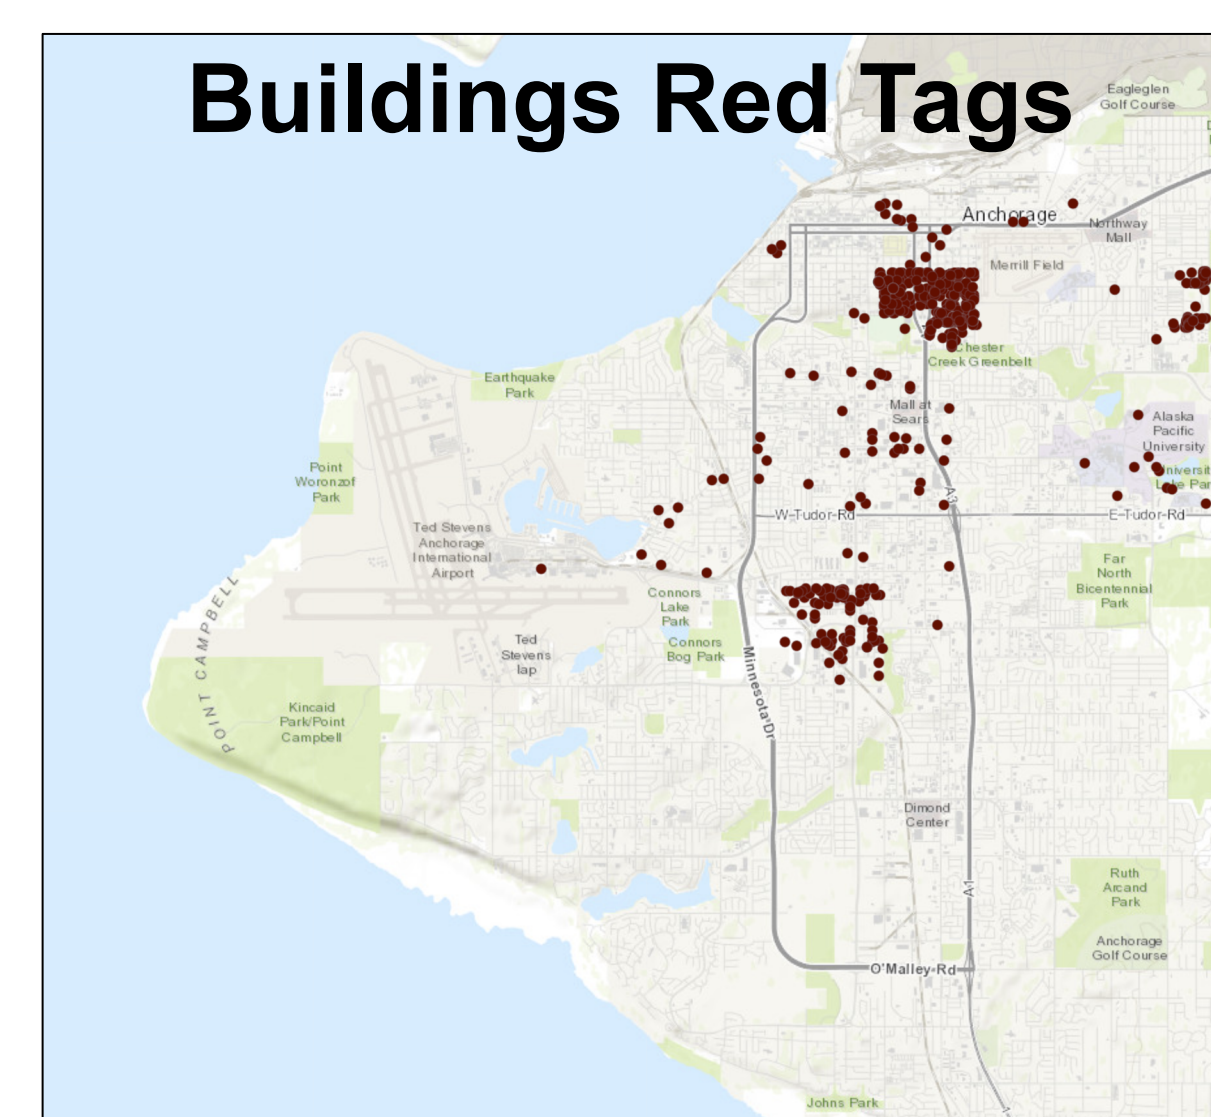 Buildings Red Tags
Eagleglen
Golf Course
Anchorage
Northway
Mall
Merrill Field
Chester
Creek Greenbelt
Earthquake
Park
Mall at
Sears
Alaska
Pacific
University
Point
Woronzof
Park
Lake Par
A3
W Tudor Rd
E Tudor Rd
Ted Stevens
Anchorage
International
Airport
Far
North
Bicentennial
Park
Connors
Lake
Park
POINT CAMPBELL
Ted
Stevens
Iap
Connors
Bog Park
Minnesota Dr
Kincaid
Park/Point
Campbell
Dimond
Center
Ruth
Arcand
Park
A1
Anchorage
Golf Course
O'Malley Rd
Johns Park